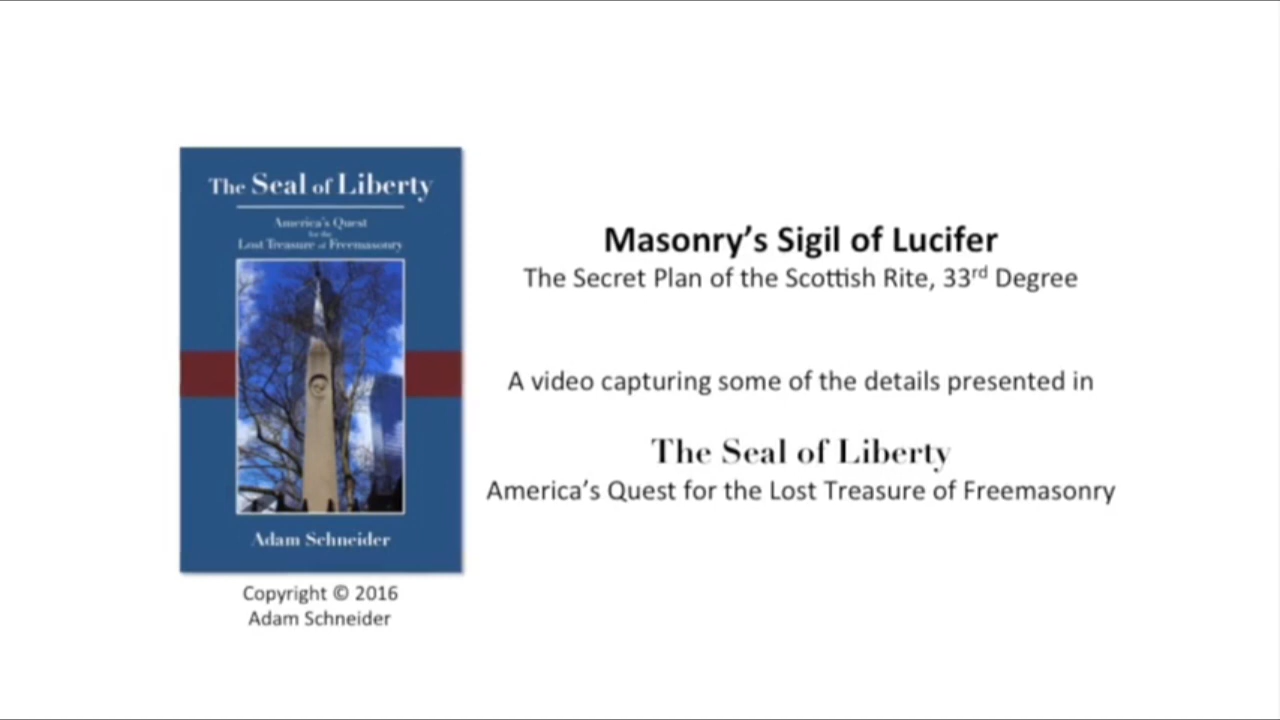 The Seal of Liberty
America's Quest
for the
Lost Treasure of Freemasonry
Adam Schneider
Copyright © 2016
Adam Schneider
Masonry's Sigil of Lucifer
The Secret Plan of the Scottish Rite, 33rd Degree
A video capturing some of the details presented in
The Seal of Liberty
America's Quest for the Lost Treasure of Freemasonry